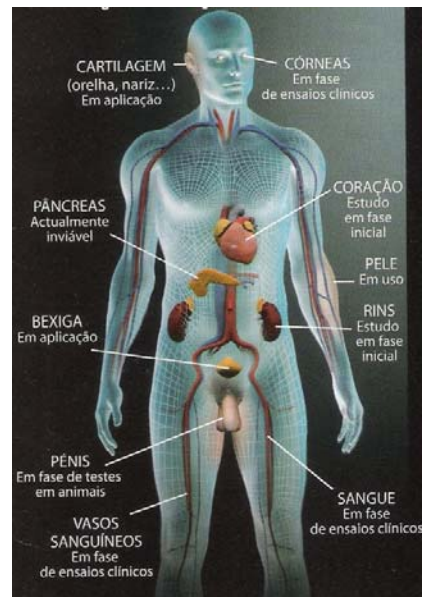 CARTILAGEM
(orelha, nariz...)
Em aplicação
CÓRNEAS
Em fase
de ensaios clínicos
PÂNCREAS
Actualmente
inviável
CORAÇÃO
Estudo
em fase
inicial
PELE
Em uso
BEXIGA
Em aplicação
RINS
Estudo
em fase
inicial
PÉNIS
Em fase de testes
em animais
SANGUE
Em fase
de ensaios clínicos
VASOS
SANGUÍNEOS
Em fase
de ensaios clínicos